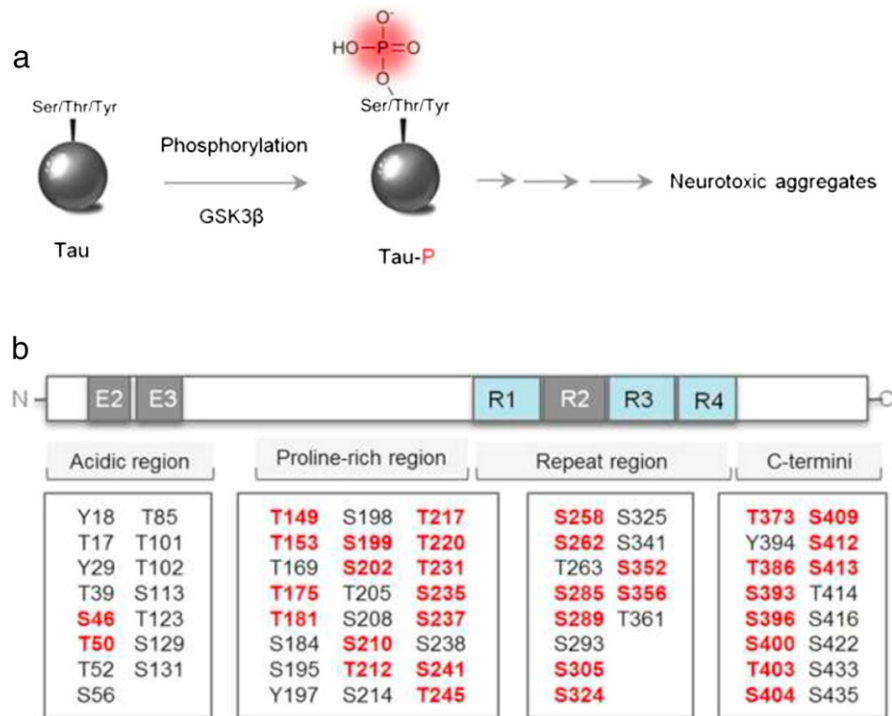 a
O-
HO-P=O
O
Ser/Thr/Tyr
Ser/Thr/Tyr
Phosphorylation
GSK3β
Neurotoxic aggregates
Tau
Tau-P
b
N E2 E3 R1 R2 R3 R4 C
Acidic region Proline-rich region Repeat region C-termini
Y18 T85 T149 S198 T217 S258 S325 T373 S409
T17 T101 T153 S199 T220 S262 S341 Y394 S412
Y29 T102 T169 S202 T231 T263 S352 T386 S413
T39 S113 T175 T205 S235 S285 S356 S393 T414
S46 T123 T181 S208 S237 S289 T361 S396 S416
T50 S129 S184 S210 S238 S293 S400 S422
T52 S131 S195 T212 S241 S305 T403 S433
S56 Y197 S214 T245 S324 S404 S435